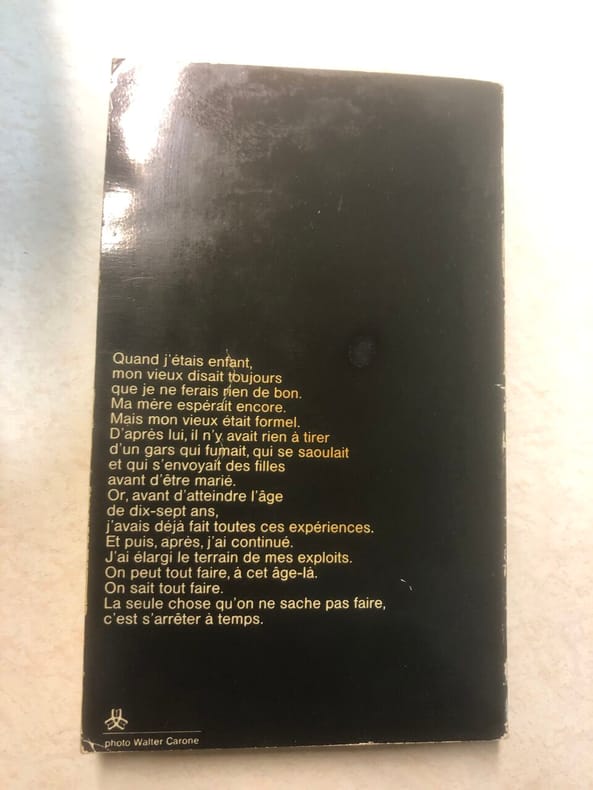 Quand j'étais enfant,
mon vieux disait toujours
que je ne ferais rien de bon.
Ma mère espérait encore.
Mais mon vieux était formel.
D'après lui, il n'y avait rien à tirer
d'un gars qui fumait, qui se saoulait
et qui s'envoyait des filles
avant d'être marié.
Or, avant d'atteindre l'âge
de dix-sept ans,
j'avais déjà fait toutes ces expériences.
Et puis, après, j'ai continué.
J'ai élargi le terrain de mes exploits.
On peut tout faire, à cet âge-là.
On sait tout faire.
La seule chose qu'on ne sache pas faire,
c'est s'arrêter à temps.
photo Walter Carone